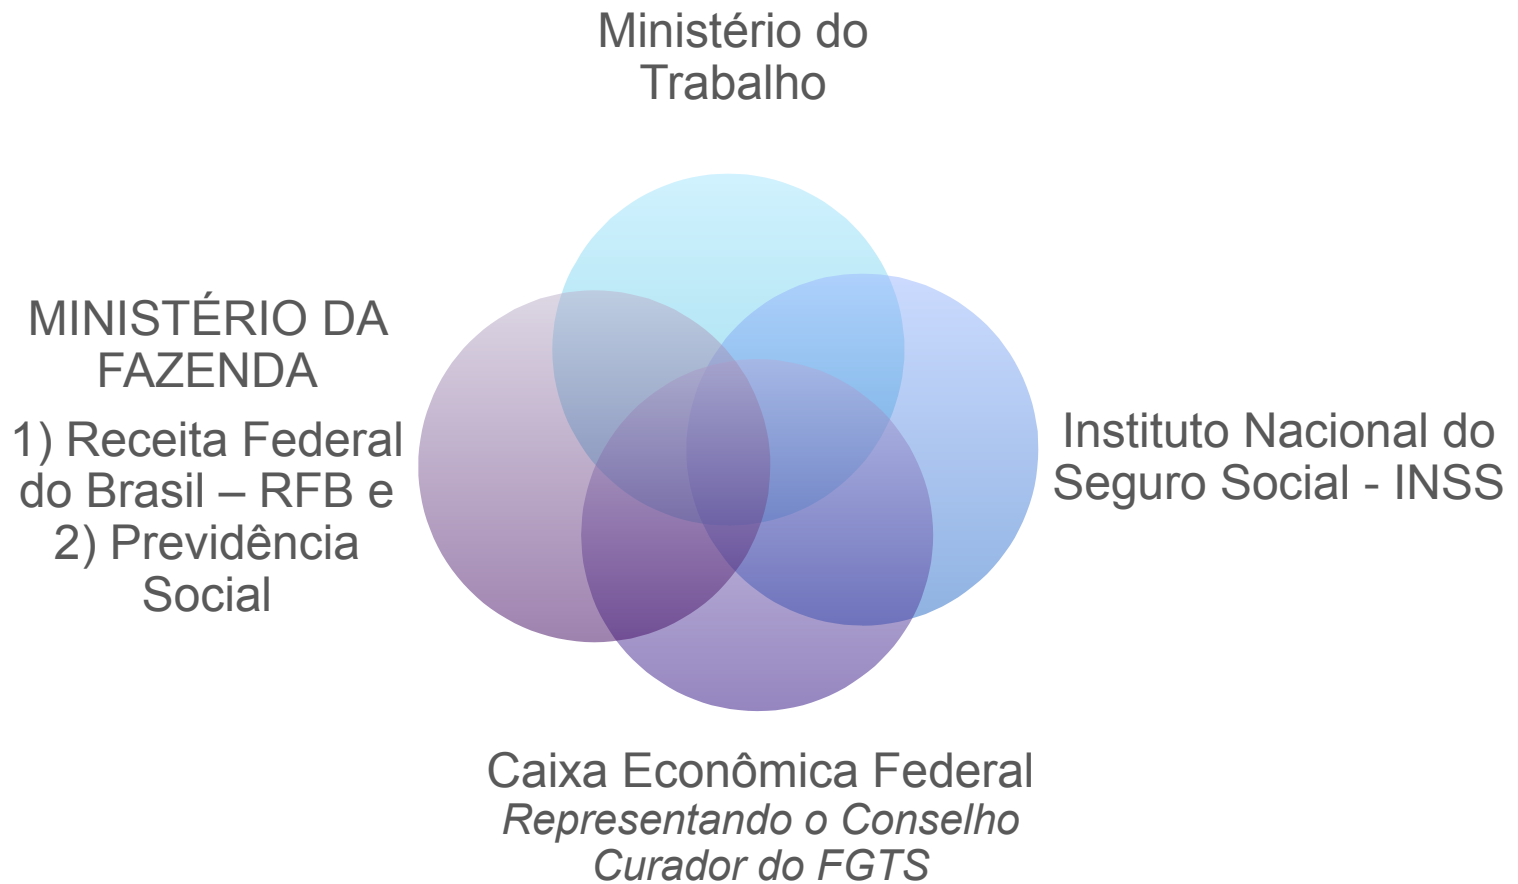 Ministério do
Trabalho
MINISTÉRIO DA
FAZENDA
1) Receita Federal
do Brasil – RFB e
2) Previdência
Social
Instituto Nacional do
Seguro Social - INSS
Caixa Econômica Federal
Representando o Conselho
Curador do FGTS